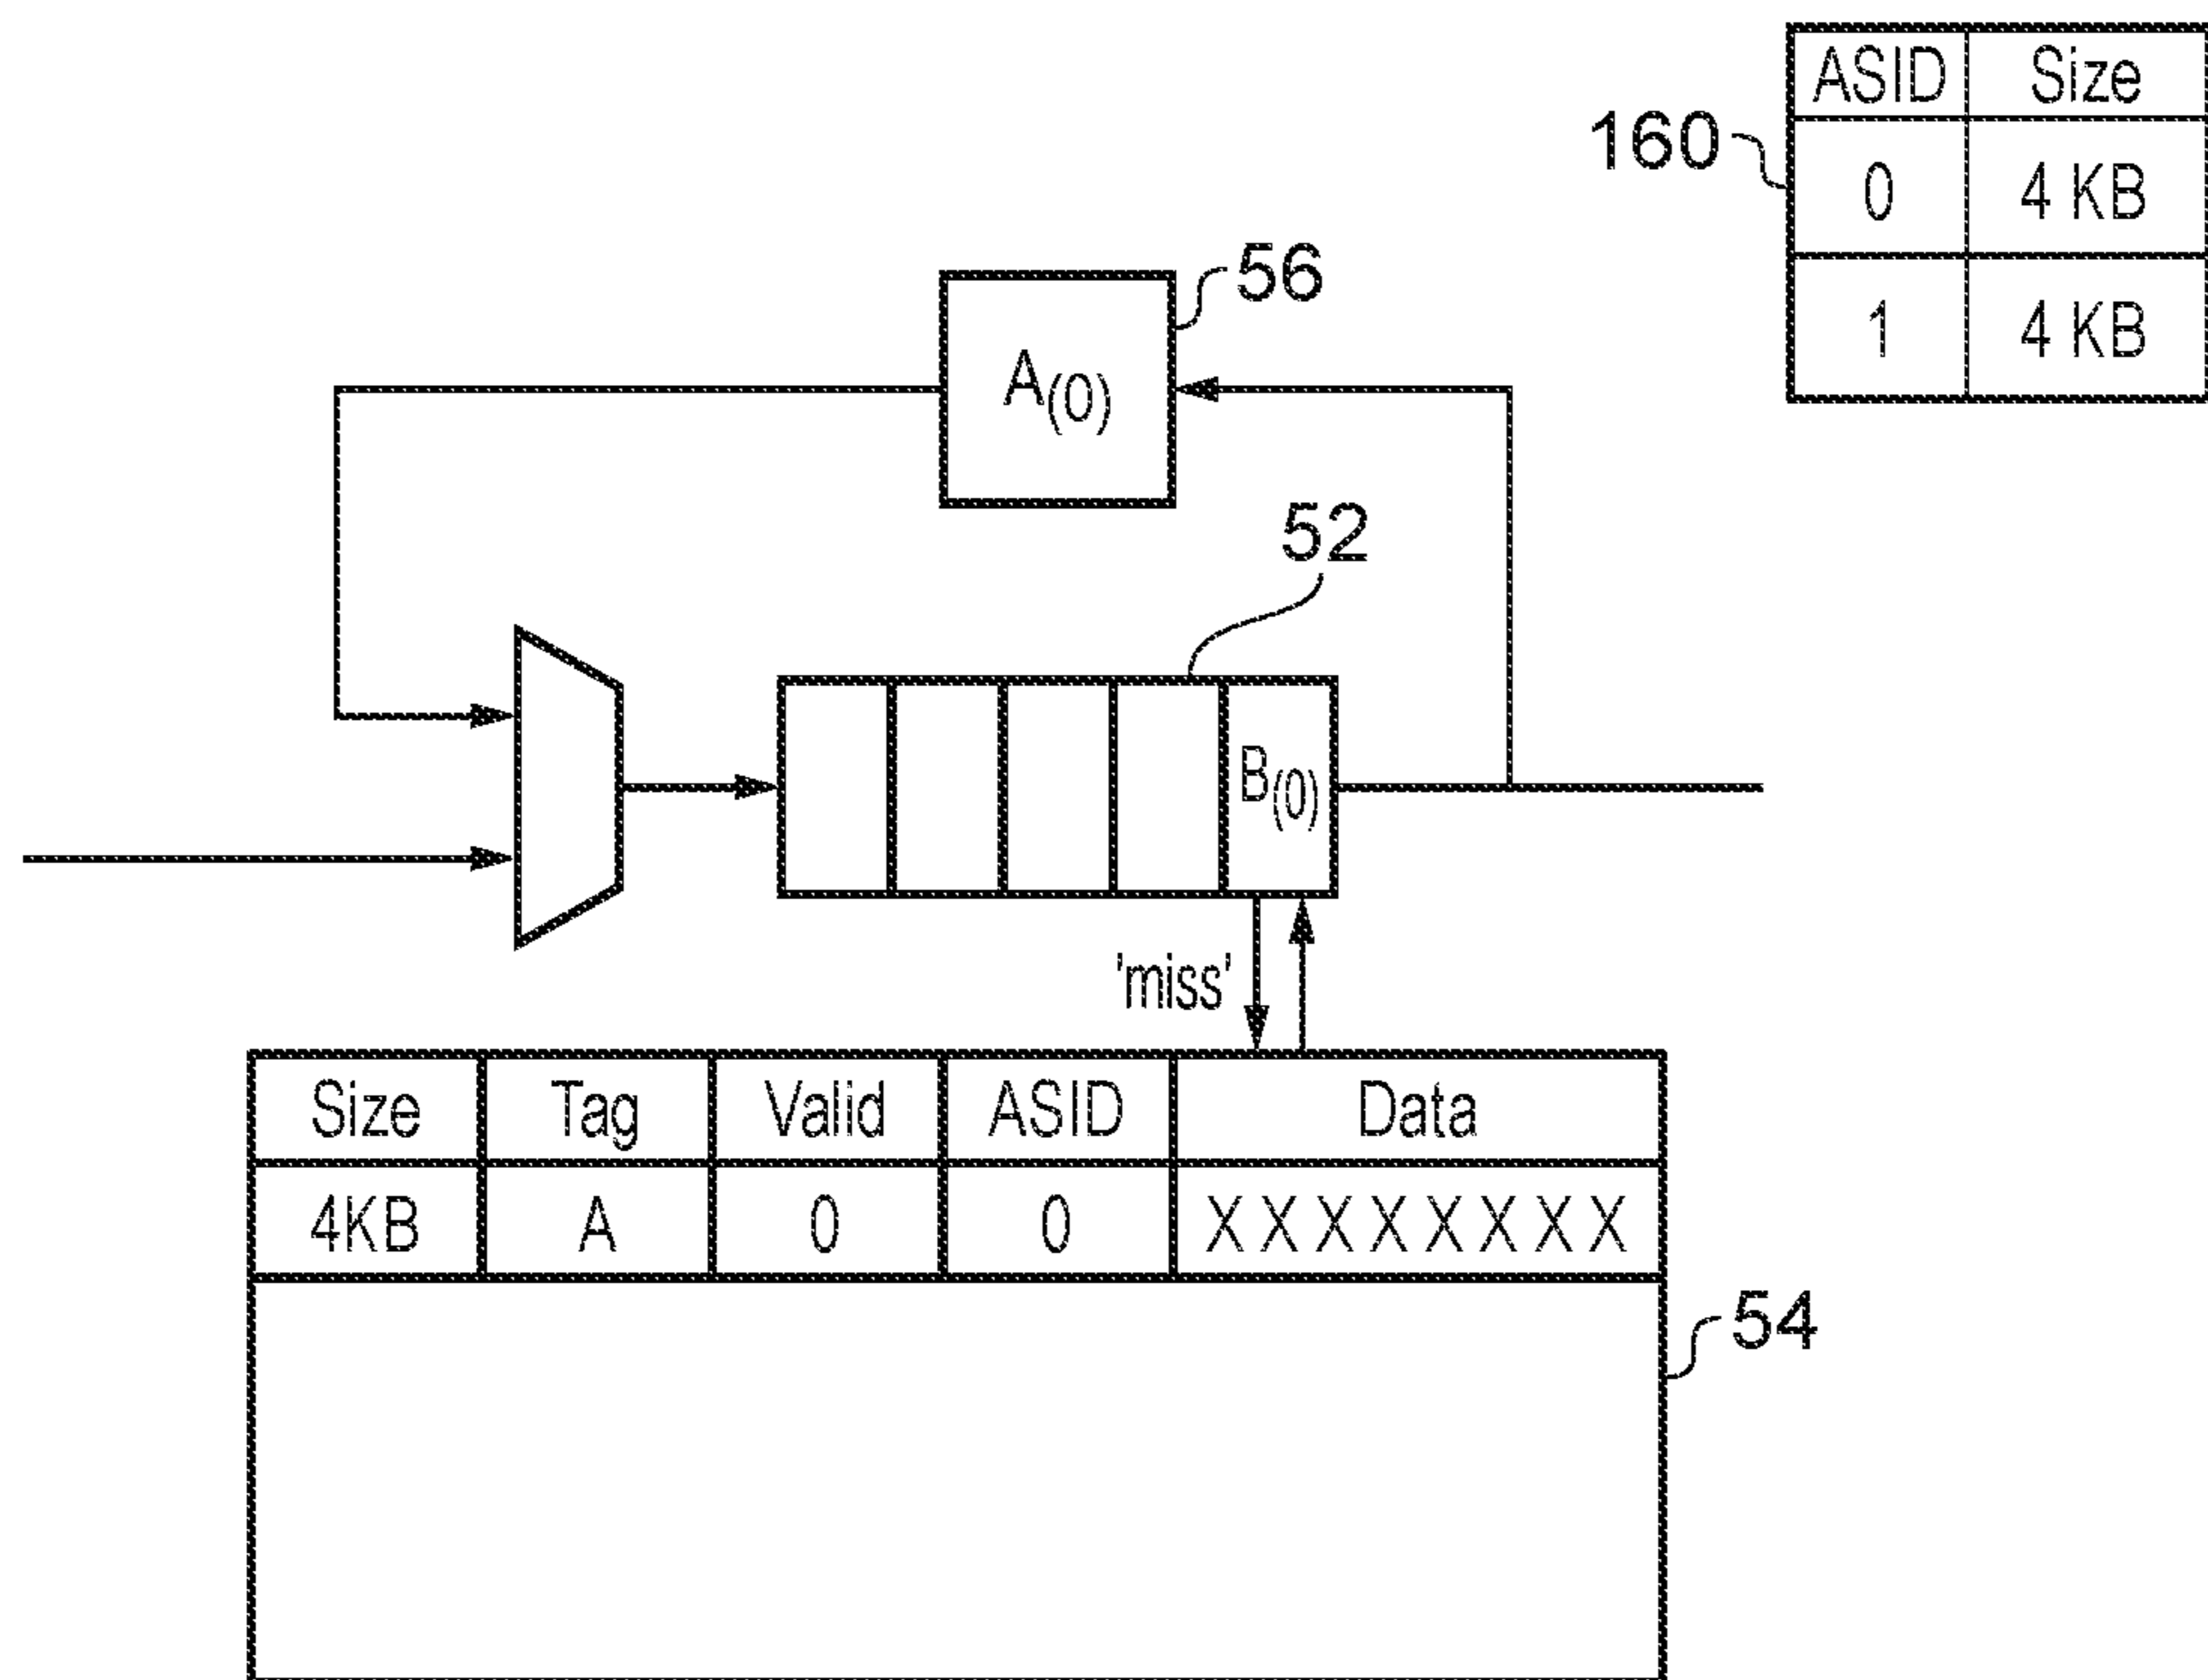 ASID Size
160
0 4 KB
1 4 KB
56
A(0)
52
B(0)
'miss'
Size Tag Valid ASID Data
4KB A 0 0 X X X X X X X X
54